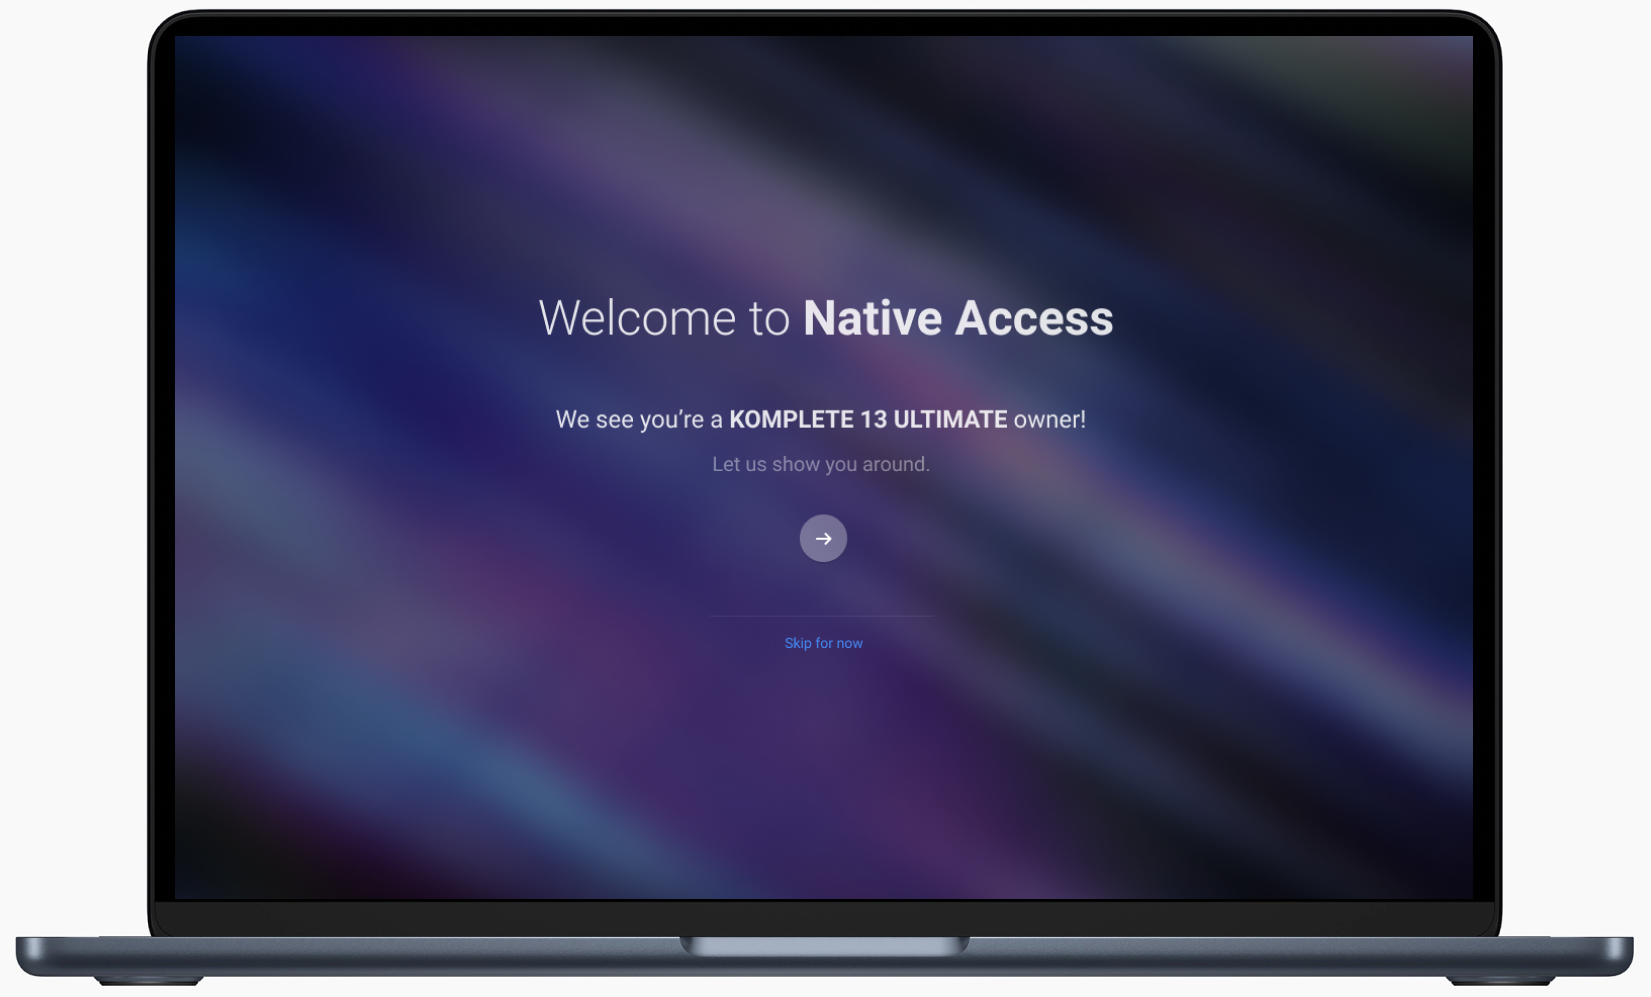 Welcome to Native Access
We see you’re a KOMPLETE 13 ULTIMATE owner!
Let us show you around.
Skip for now